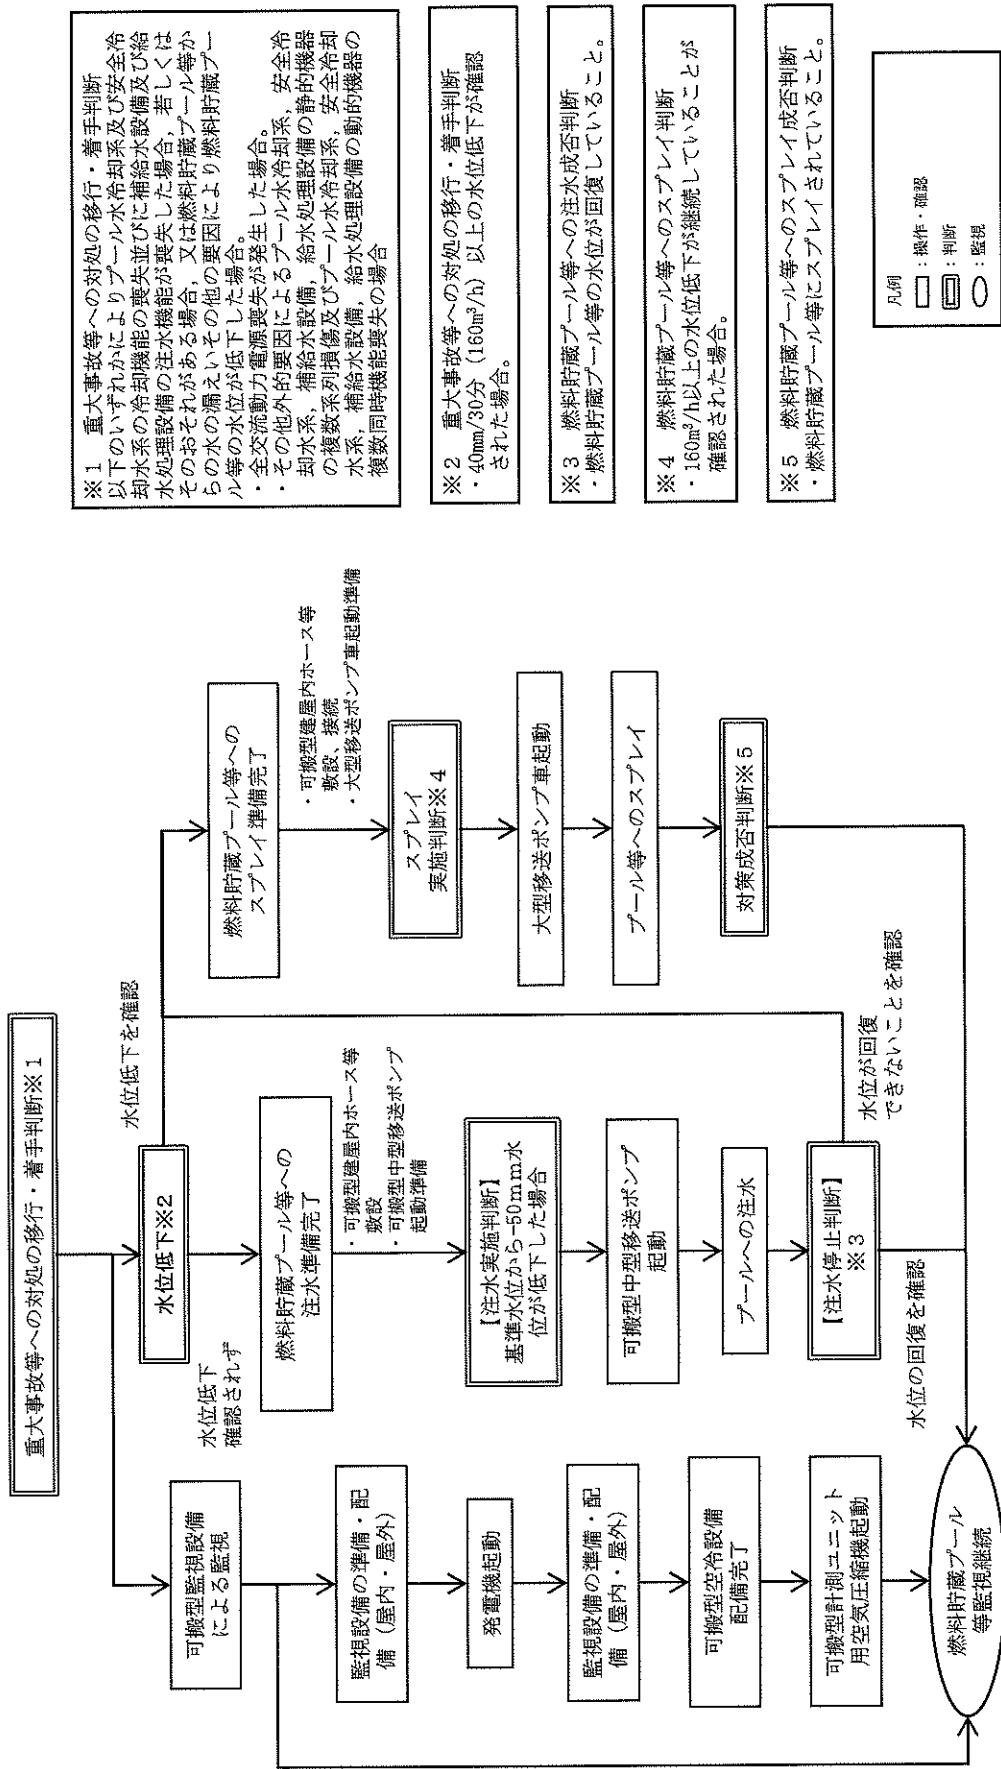 重大事故等への対処の移行・着手判断※1
可搬型監視設備
による監視
監視設備の準備・配
備（屋内・屋外）
発電機起動
監視設備の準備・配
備（屋内・屋外）
可搬型空冷設備
配備完了
可搬型計測ユニット
用空気圧縮機起動
燃料貯蔵プール
等監視継続
水位低下※2
水位低下
確認されず
水位低下を確認
燃料貯蔵プール等への
注水準備完了
・可搬型建屋内ホース等
敷設
・可搬型中型移送ポンプ
起動準備
【注水実施判断】
基準水位から−50mm水
位が低下した場合
可搬型中型移送ポンプ
起動
プールへの注水
【注水停止判断】
※3
水位の回復を確認
水位が回復
できないことを確認
燃料貯蔵プール等への
スプレイ準備完了
・可搬型建屋内ホース等
敷設、接続
・大型移送ポンプ車起動準備
スプレイ
実施判断※4
大型移送ポンプ車起動
プール等へのスプレイ
対策成否判断※5
※1　重大事故等への対処の移行・着手判断
以下のいずれかによりプール水冷却系及び安全冷
却水系の冷却機能の喪失並びに補給水設備及び給
水処理設備の注水機能が喪失した場合，若しくは
そのおそれがある場合，又は燃料貯蔵プール等か
らの水の漏えいその他の要因により燃料貯蔵プー
ル等の水位が低下した場合。
・全交流動力電源喪失が発生した場合。
・その他外的要因によるプール水冷却系，安全冷
却水系，補給水設備，給水処理設備の静的機器
の複数系列損傷及びプール水冷却系，安全冷却
水系，補給水設備，給水処理設備の動的機器の
複数同時機能喪失の場合
※2　重大事故等への対処の移行・着手判断
・40mm/30分（160m³/h）以上の水位低下が確認
された場合。
※3　燃料貯蔵プール等への注水成否判断
・燃料貯蔵プール等の水位が回復していること。
※4　燃料貯蔵プール等へのスプレイ判断
・160m³/h以上の水位低下が継続していることが
確認された場合。
※5　燃料貯蔵プール等へのスプレイ成否判断
・燃料貯蔵プール等にスプレイされていること。
凡例
：操作・確認
：判断
：監視